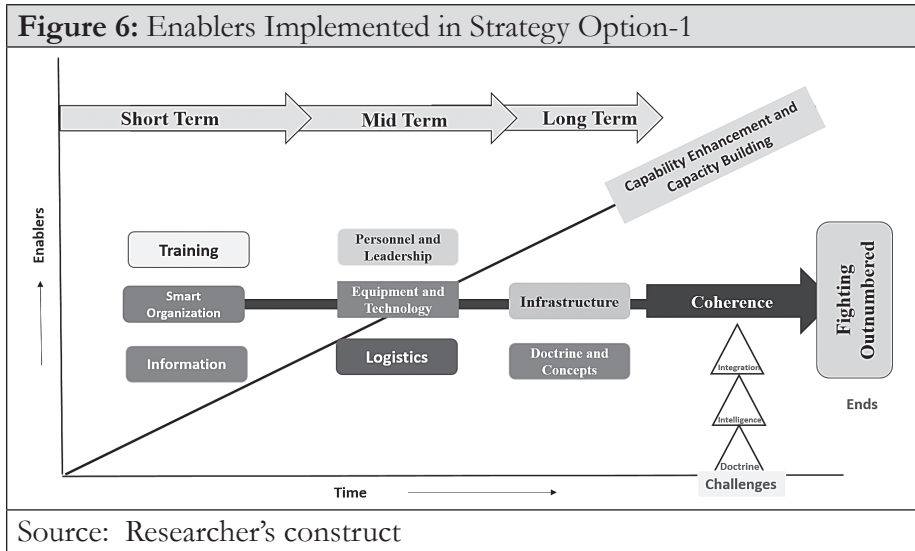 Figure 6: Enablers Implemented in Strategy Option-1
Short Term
Mid Term
Long Term
Capability Enhancement and
Capacity Building
Enablers
Training
Smart
Organization
Information
Personnel and
Leadership
Equipment and
Technology
Logistics
Infrastructure
Doctrine and
Concepts
Coherence
Fighting
Outnumbered
Ends
Integration
Intelligence
Doctrine
Challenges
Time
Source: Researcher's construct